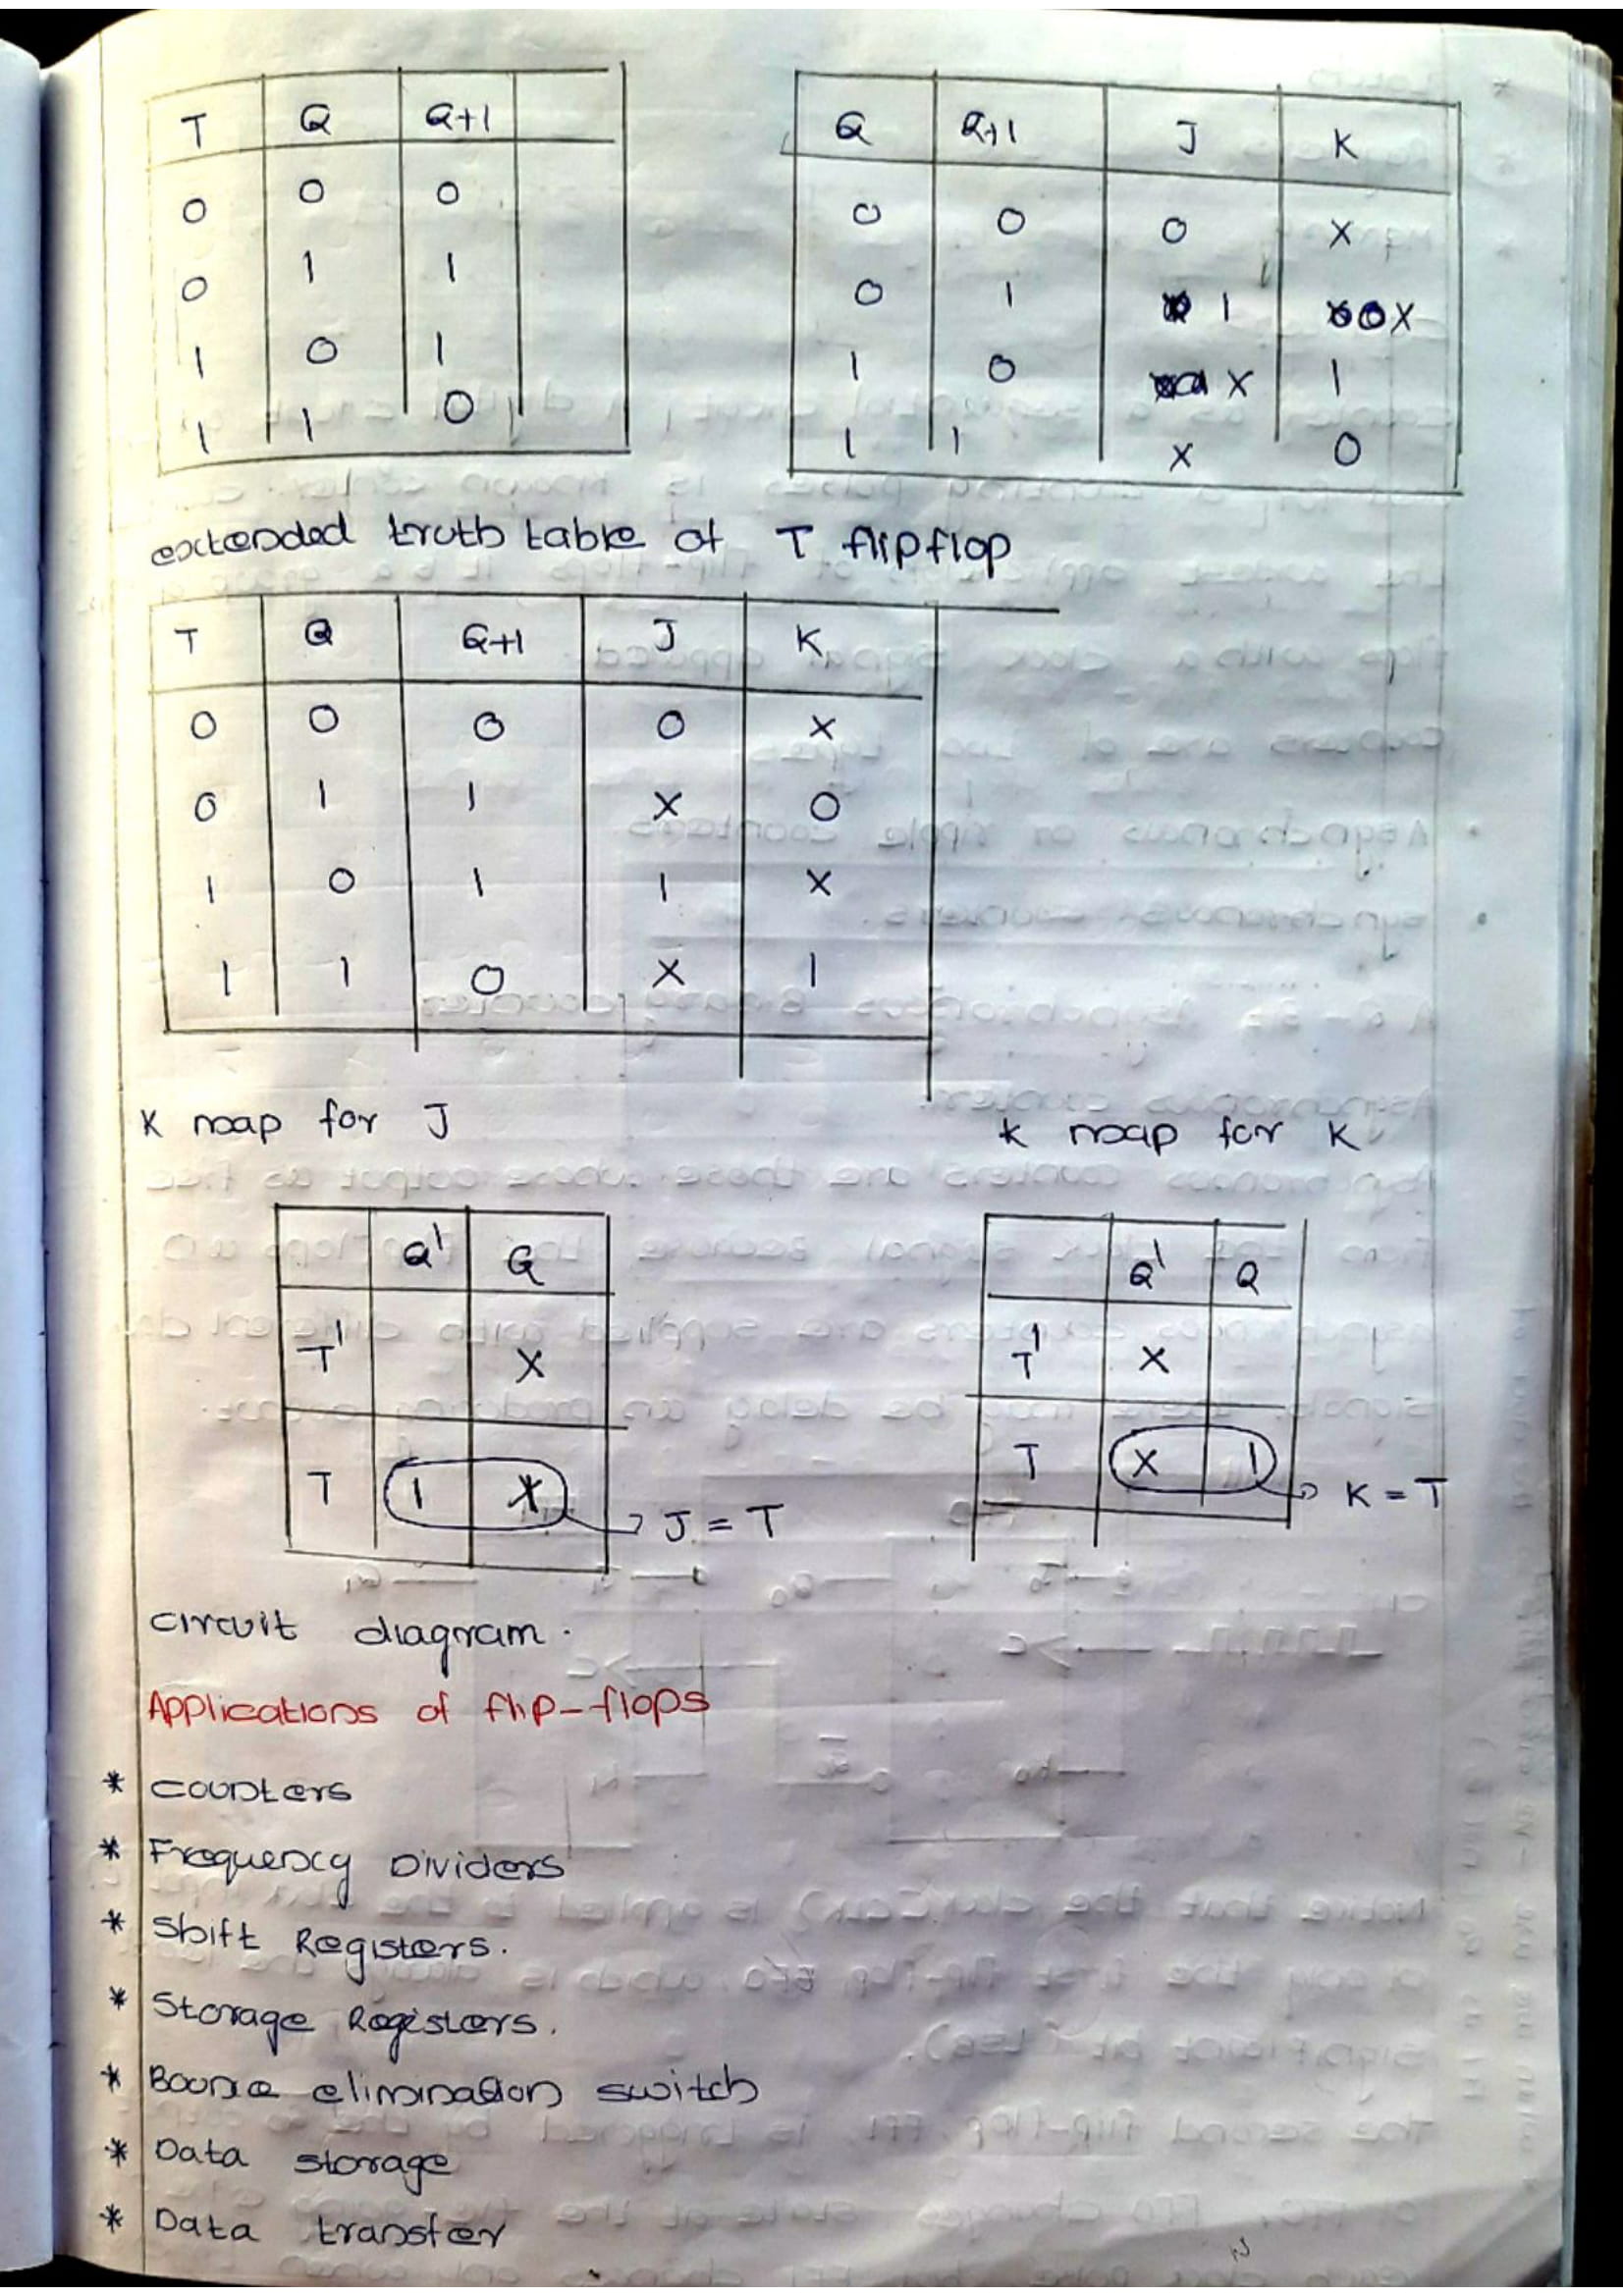 T Q Q+1
0 0 0
0 1 1
1 0 1
1 1 0
Q Q+1 J K
0 0 0 X
0 1 1 X
1 0 X 1
1 1 X 0
extended truth table of T flipflop
T Q Q+1 J K
0 0 0 0 X
0 1 1 X 0
1 0 1 1 X
1 1 0 X 1
K map for J
Q' Q
T' X
T 1 X
J = T
K map for K
Q' Q
T' X
T X 1
K = T
circuit diagram.
Applications of flip-flops
* counters
* Frequency Dividers
* Shift Registers.
* Storage Registers.
* Bounce elimination switch
* Data storage
* Data transfer